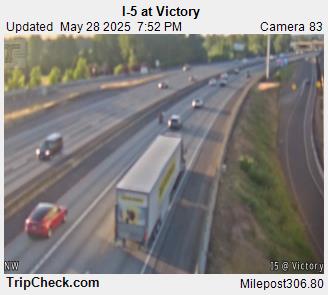 I-5 at Victory
Updated May 28 2025 7:52 PM Camera 83
NW I5 @ Victory
TripCheck.com Milepost306.80